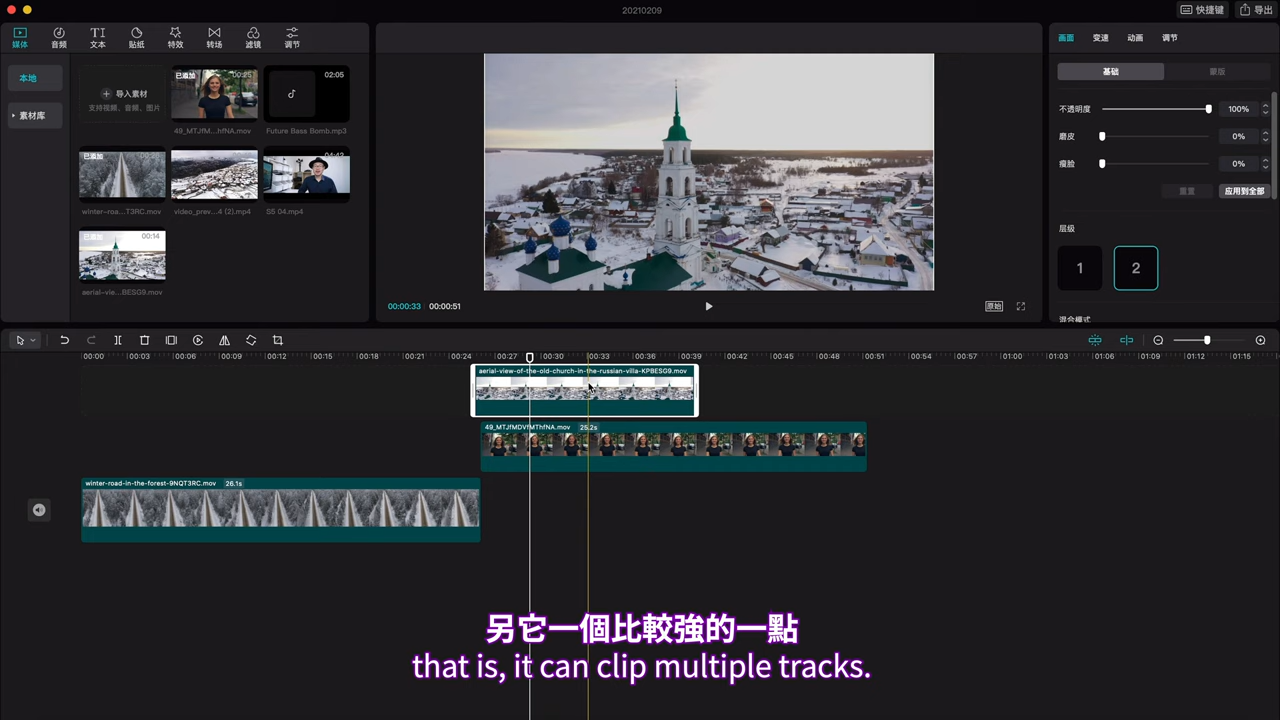 20210209
快捷键
导出
媒体
音频
文本
贴纸
特效
转场
滤镜
调节
本地
素材库
导入素材
支持视频、音频、图片
已添加
00:25
49_MTJfM...hfNA.mov
02:05
Future Bass Bomb.mp3
已添加
winter-roa...T3RC.mov
video_prev...4 (2).mp4
04:42
S5 04.mp4
已添加
00:14
aerial-vie...BESG9.mov
00:00:33
00:00:51
原始
画面
变速
动画
调节
基础
蒙版
不透明度
100%
磨皮
0%
瘦脸
0%
重置
应用到全部
层级
1
2
混合模式
00:00
00:03
00:06
00:09
00:12
00:15
00:18
00:21
00:24
00:27
00:30
00:33
00:36
00:39
00:42
00:45
00:48
00:51
00:54
00:57
01:00
01:03
01:06
01:09
01:12
01:15
aerial-view-of-the-old-church-in-the-russian-villa-KPBESG9.mov
49_MTJfMDVfMThfNA.mov 25.2s
winter-road-in-the-forest-9NQT3RC.mov 26.1s
另它一個比較強的一點
that is, it can clip multiple tracks.